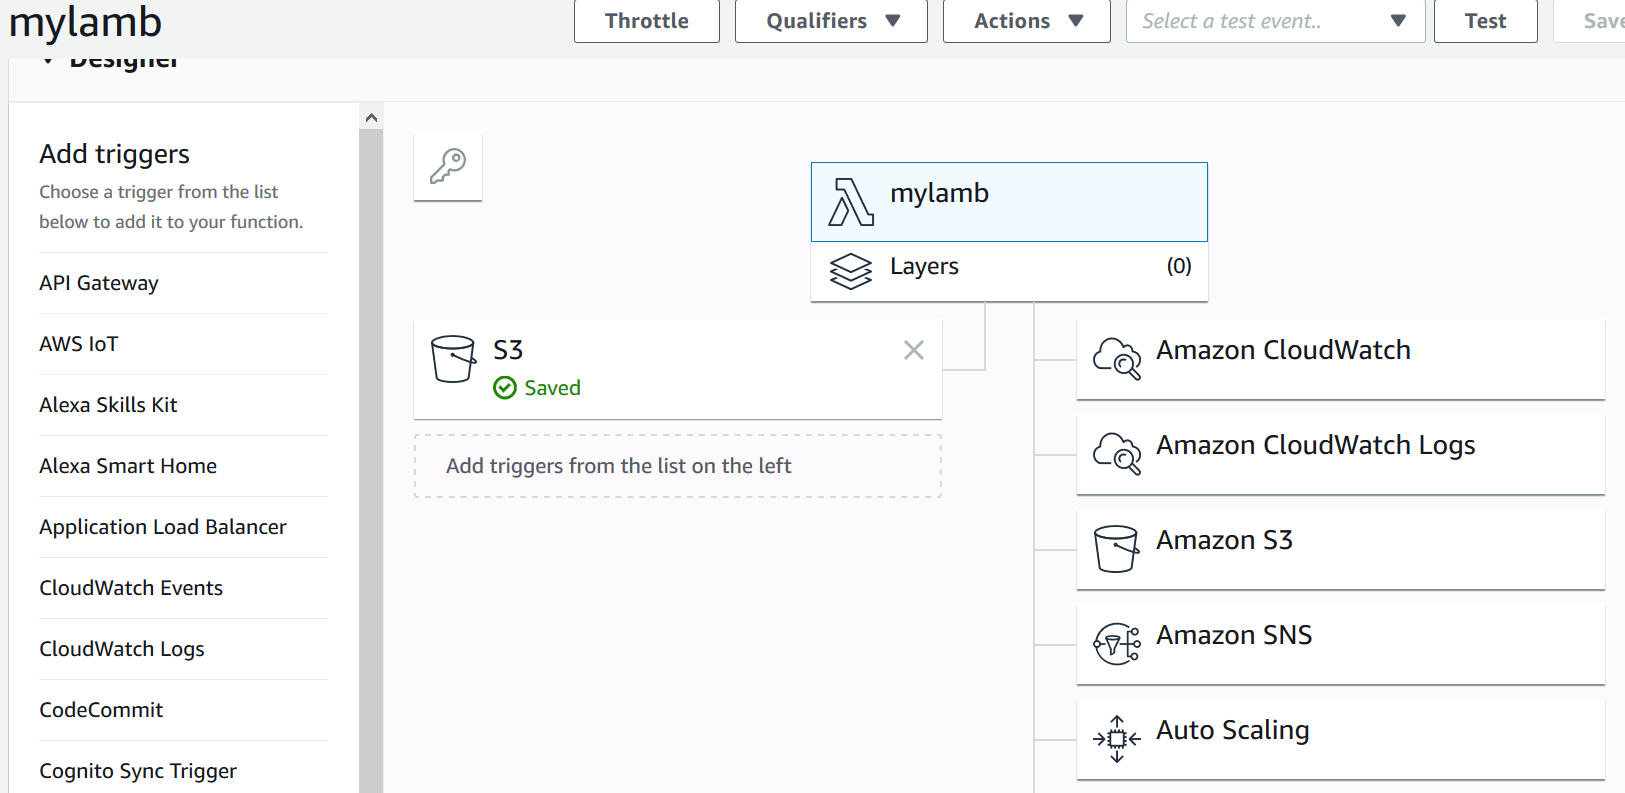 mylamb
Throttle
Qualifiers
Actions
Select a test event..
Test
Save
Designer
Add triggers
Choose a trigger from the list
below to add it to your function.
API Gateway
AWS IoT
Alexa Skills Kit
Alexa Smart Home
Application Load Balancer
CloudWatch Events
CloudWatch Logs
CodeCommit
Cognito Sync Trigger
mylamb
Layers (0)
S3
Saved
Add triggers from the list on the left
Amazon CloudWatch
Amazon CloudWatch Logs
Amazon S3
Amazon SNS
Auto Scaling